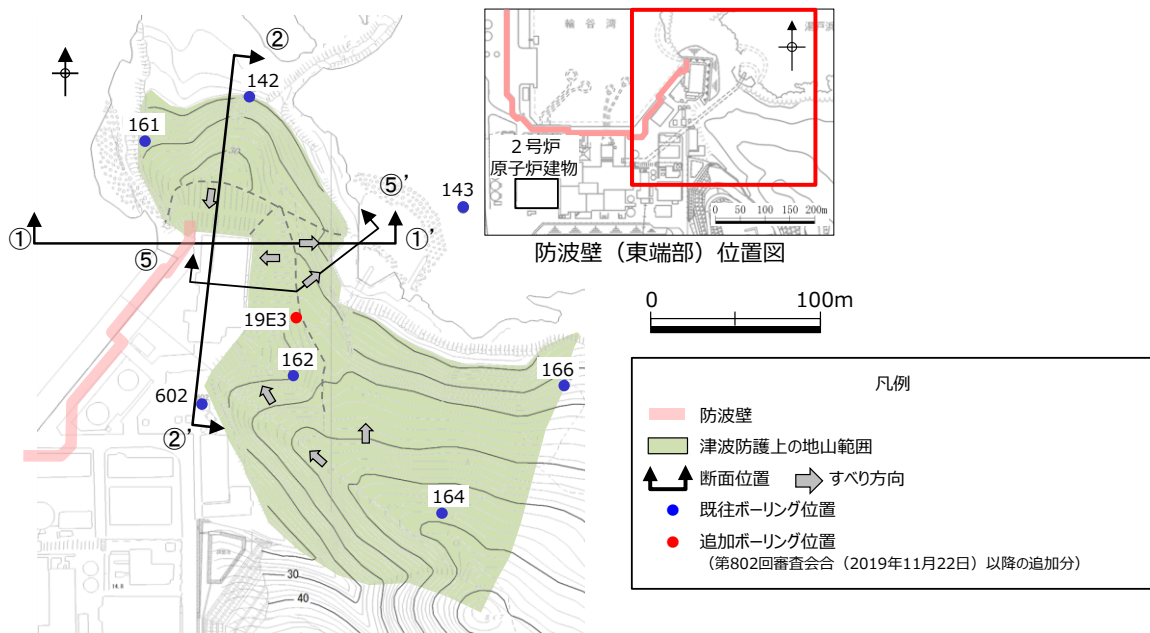 ②
142
161
⑤'
143
①
①'
⑤
19E3
162
166
602
②'
164
30
40
輪谷湾
2号炉
原子炉建物
0 50 100 150 200m
防波壁（東端部）位置図
0 100m
凡例
防波壁
津波防護上の地山範囲
断面位置 すべり方向
既往ボーリング位置
追加ボーリング位置
（第802回審査会合（2019年11月22日）以降の追加分）